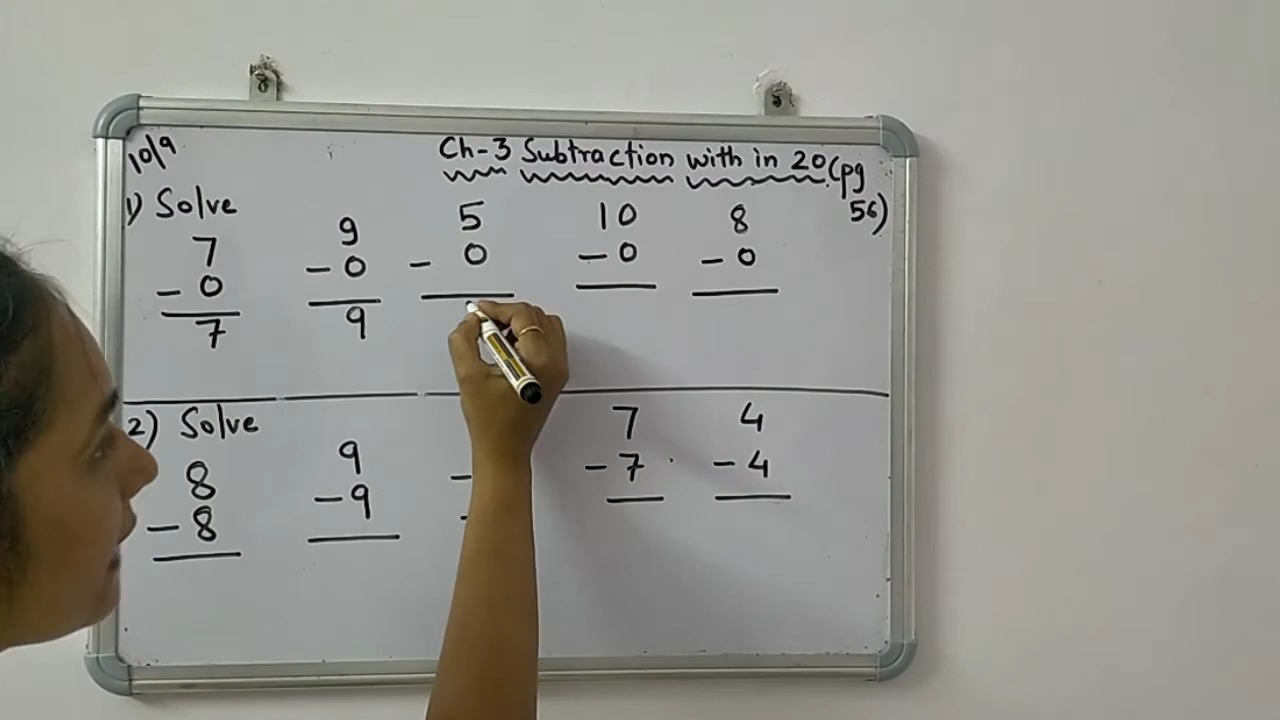 10/9
Ch-3 Subtraction with in 20 (pg 56)
1) Solve
7 9 5 10 8
- 0 - 0 - 0 - 0 - 0
7 9
2) Solve
8 9 7 4
- 8 - 9 - - 7 - 4